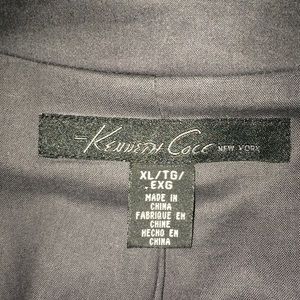 KENNETH COLE NEW YORK
XL/TG/
EXG
MADE IN
CHINA
FABRIQUE EN
CHINE
HECHO EN
CHINA